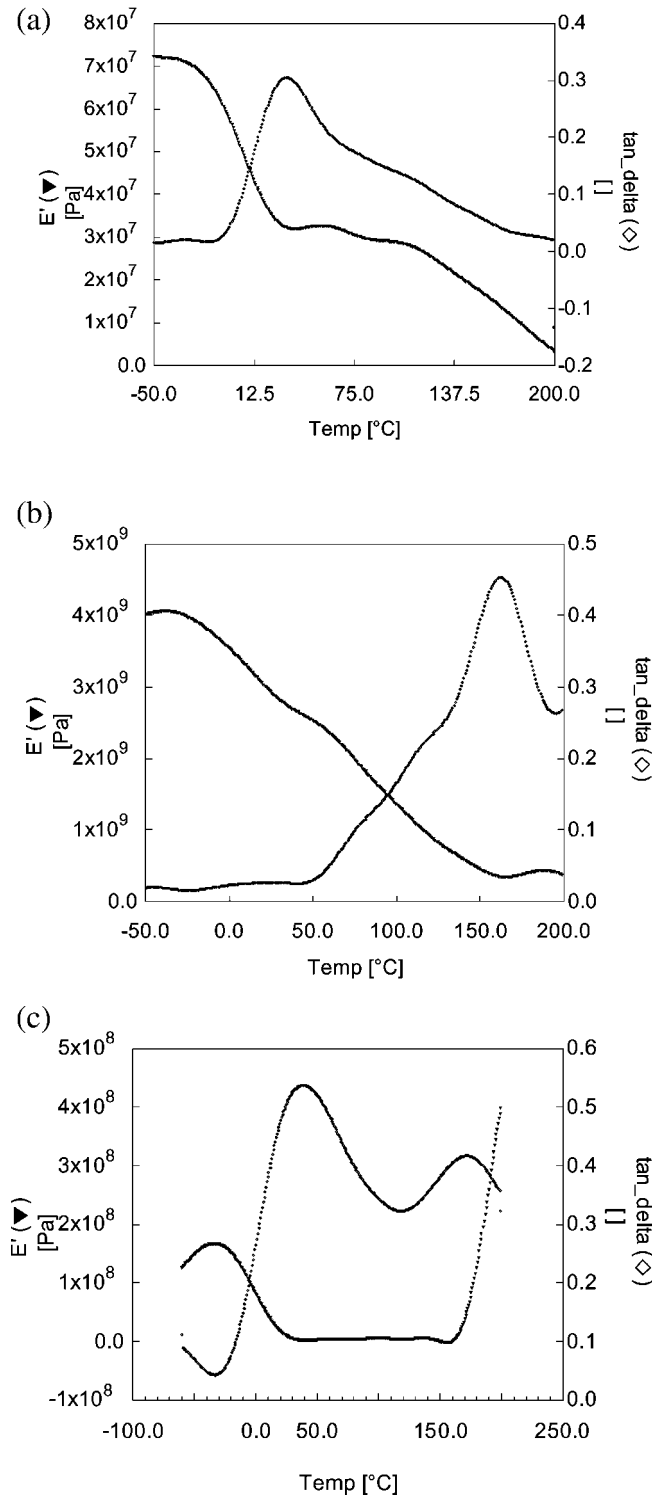 (a)
8x10⁷
7x10⁷
6x10⁷
5x10⁷
4x10⁷
3x10⁷
2x10⁷
1x10⁷
0.0
E' (▼)
[Pa]
0.4
0.3
0.2
0.1
0.0
-0.1
-0.2
tan_delta (◇)
[]
-50.0 12.5 75.0 137.5 200.0
Temp [°C]
(b)
5x10⁹
4x10⁹
3x10⁹
2x10⁹
1x10⁹
0.0
E' (▼)
[Pa]
0.5
0.4
0.3
0.2
0.1
0.0
tan_delta (◇)
[]
-50.0 0.0 50.0 100.0 150.0 200.0
Temp [°C]
(c)
5x10⁸
4x10⁸
3x10⁸
2x10⁸
1x10⁸
0.0
-1x10⁸
E' (▼)
[Pa]
0.6
0.5
0.4
0.3
0.2
0.1
0.0
tan_delta (◇)
[]
-100.0 0.0 50.0 150.0 250.0
Temp [°C]